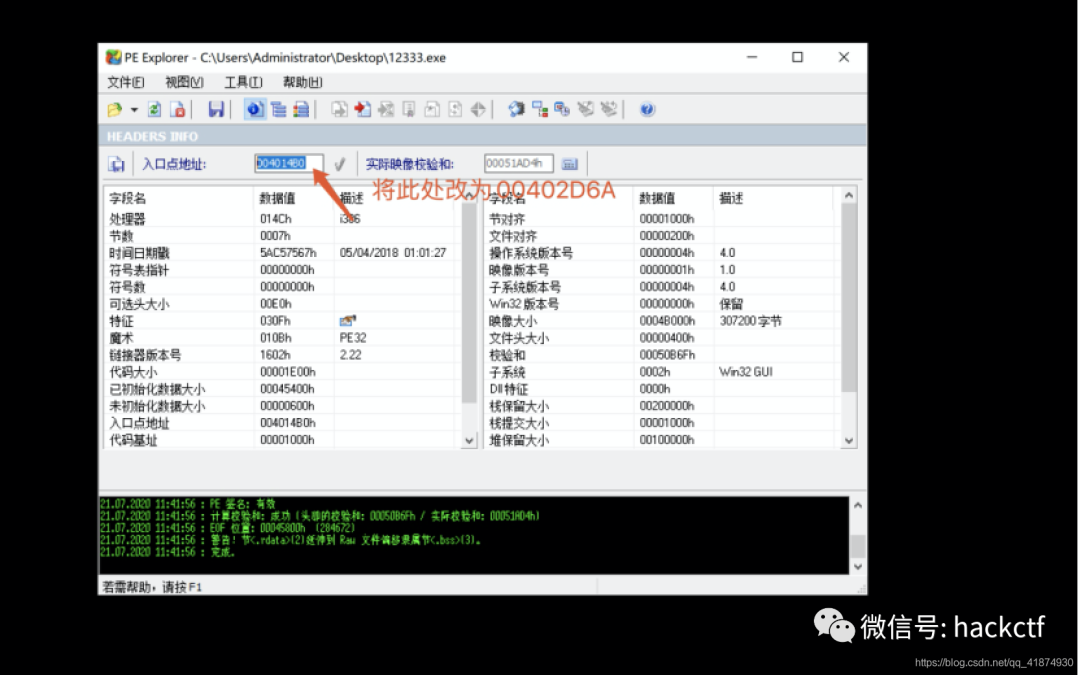 PE Explorer - C:\Users\Administrator\Desktop\12333.exe
文件(F) 视图(V) 工具(T) 帮助(H)
HEADERS INFO
入口点地址: 004014B0 实际映像校验和: 00051AD4h
将此处改为 00402D6A
字段名 数据值 描述 字段名 数据值 描述
处理器 014Ch i386 节对齐 00001000h
节数 0007h 文件对齐 00000200h
时间日期戳 5AC57567h 05/04/2018 01:01:27 操作系统版本号 00000004h 4.0
符号表指针 00000000h 映像版本号 00000001h 1.0
符号数 00000000h 子系统版本号 00000004h 4.0
可选头大小 00E0h Win32 版本号 00000000h 保留
特征 030Fh 映像大小 0004B000h 307200 字节
魔术 010Bh PE32 文件头大小 00000400h
链接器版本号 1602h 2.22 校验和 00050B6Fh
代码大小 00001E00h 子系统 0002h Win32 GUI
已初始化数据大小 00045400h Dll 特征 0000h
未初始化数据大小 00000600h 栈保留大小 00200000h
入口点地址 004014B0h 栈提交大小 00001000h
代码基址 00001000h 堆保留大小 00100000h
21.07.2020 11:41:56 : PE 签名: 有效
21.07.2020 11:41:56 : 计算校验和: 成功 (头部的校验和: 00050B6Fh / 实际校验和: 00051AD4h)
21.07.2020 11:41:56 : EOF 位置: 00045800h (284672)
21.07.2020 11:41:56 : 警告! 节<.rdata>(2)延伸到 Raw 文件偏移隶属节<.bss>(3)。
21.07.2020 11:41:56 : 完成.
若需帮助，请按 F1
微信号: hackctf
https://blog.csdn.net/qq_41874930